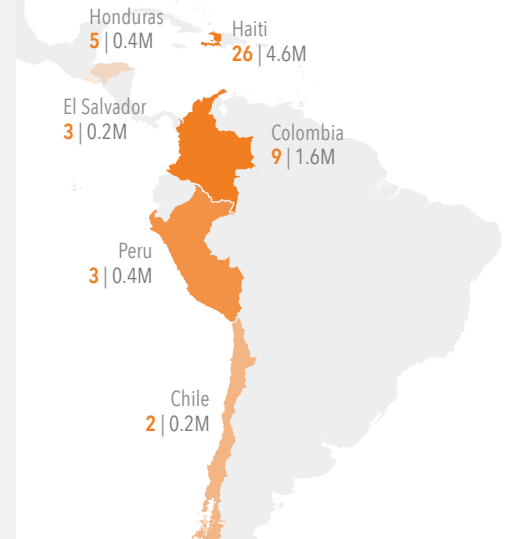 Honduras
5 | 0.4M
Haiti
26 | 4.6M
El Salvador
3 | 0.2M
Colombia
9 | 1.6M
Peru
3 | 0.4M
Chile
2 | 0.2M